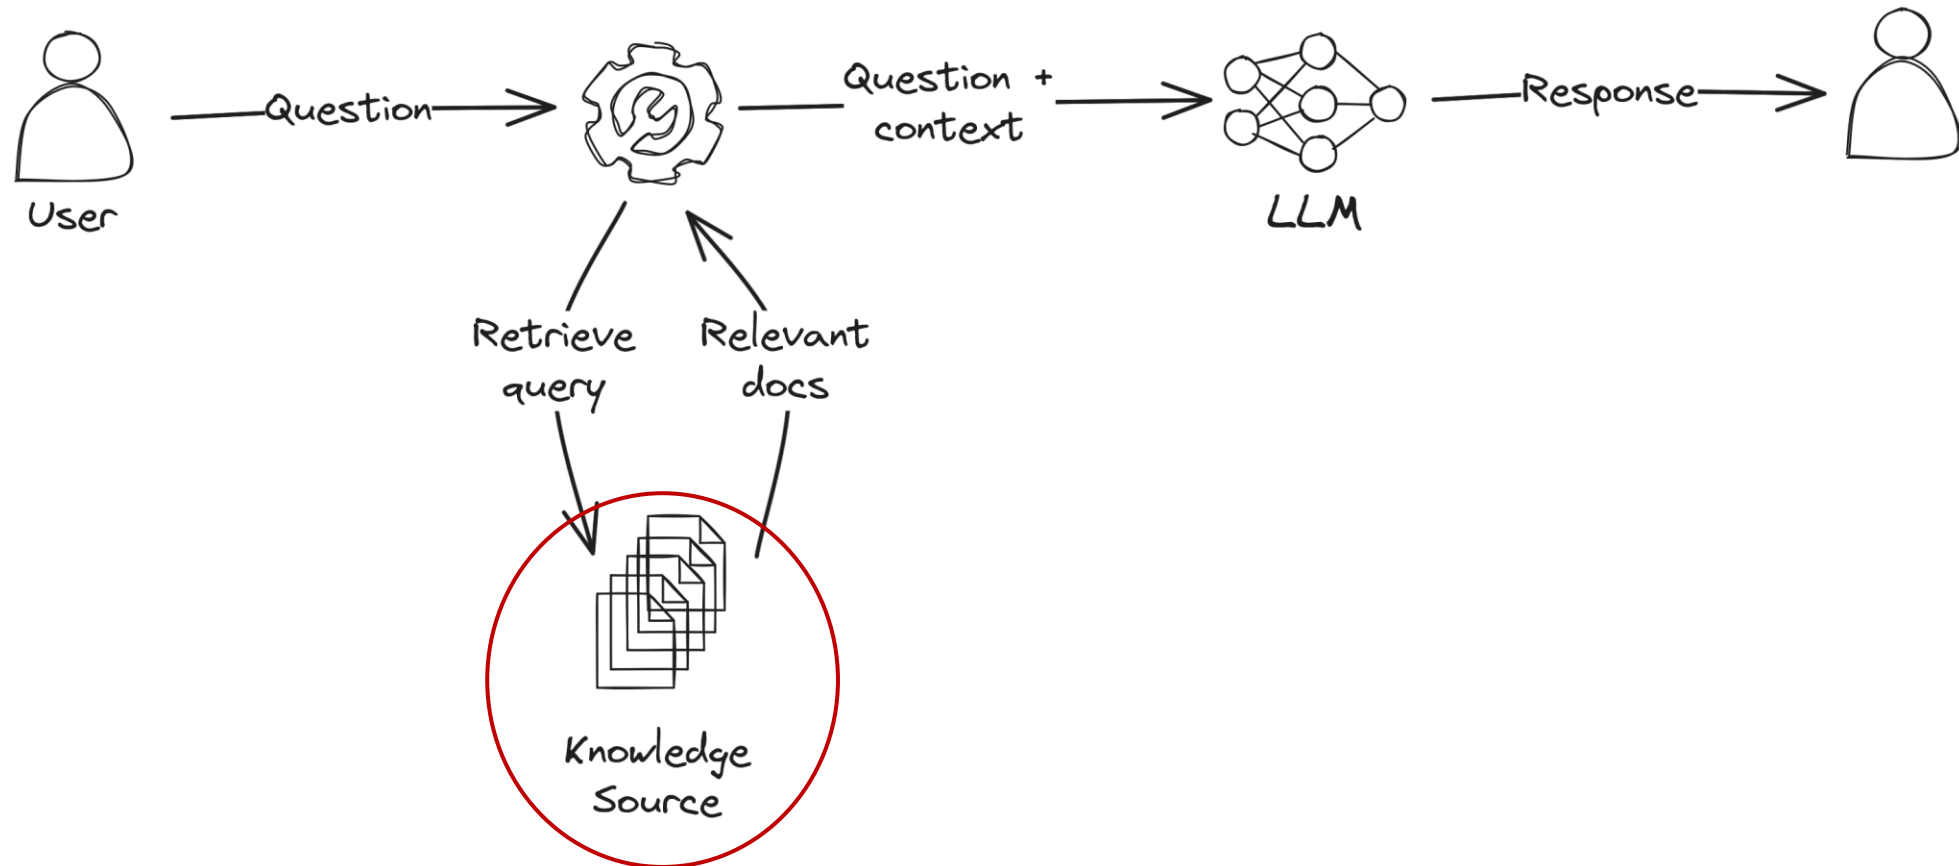 Question
Question +
context
Response
User
LLM
Retrieve
query
Relevant
docs
Knowledge
Source